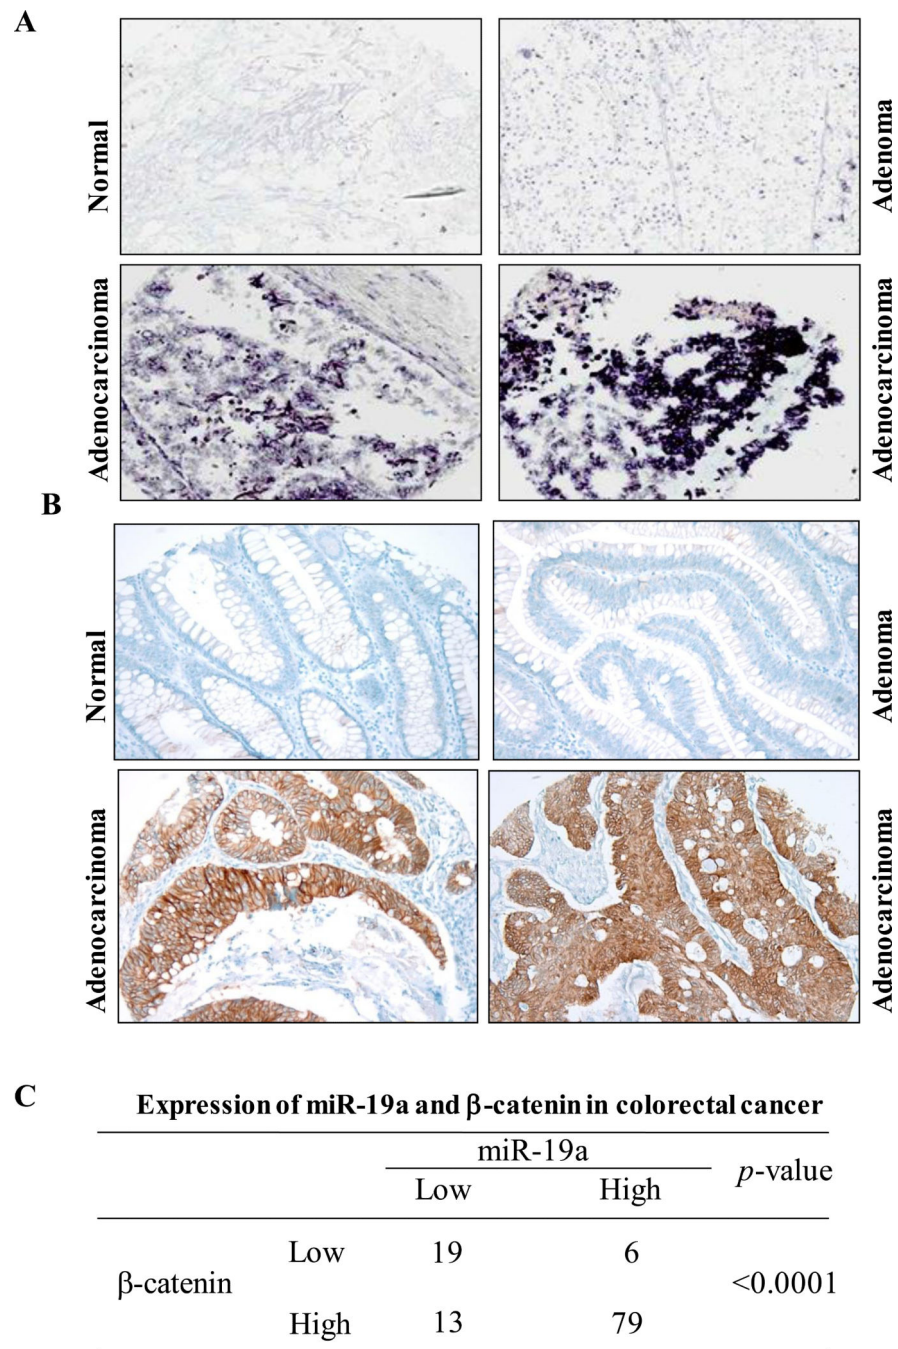 A
Normal
Adenoma
Adenocarcinoma
Adenocarcinoma
B
Normal
Adenoma
Adenocarcinoma
Adenocarcinoma
C
Expression of miR-19a and β-catenin in colorectal cancer
miR-19a
p-value
Low High
Low 19 6
β-catenin <0.0001
High 13 79